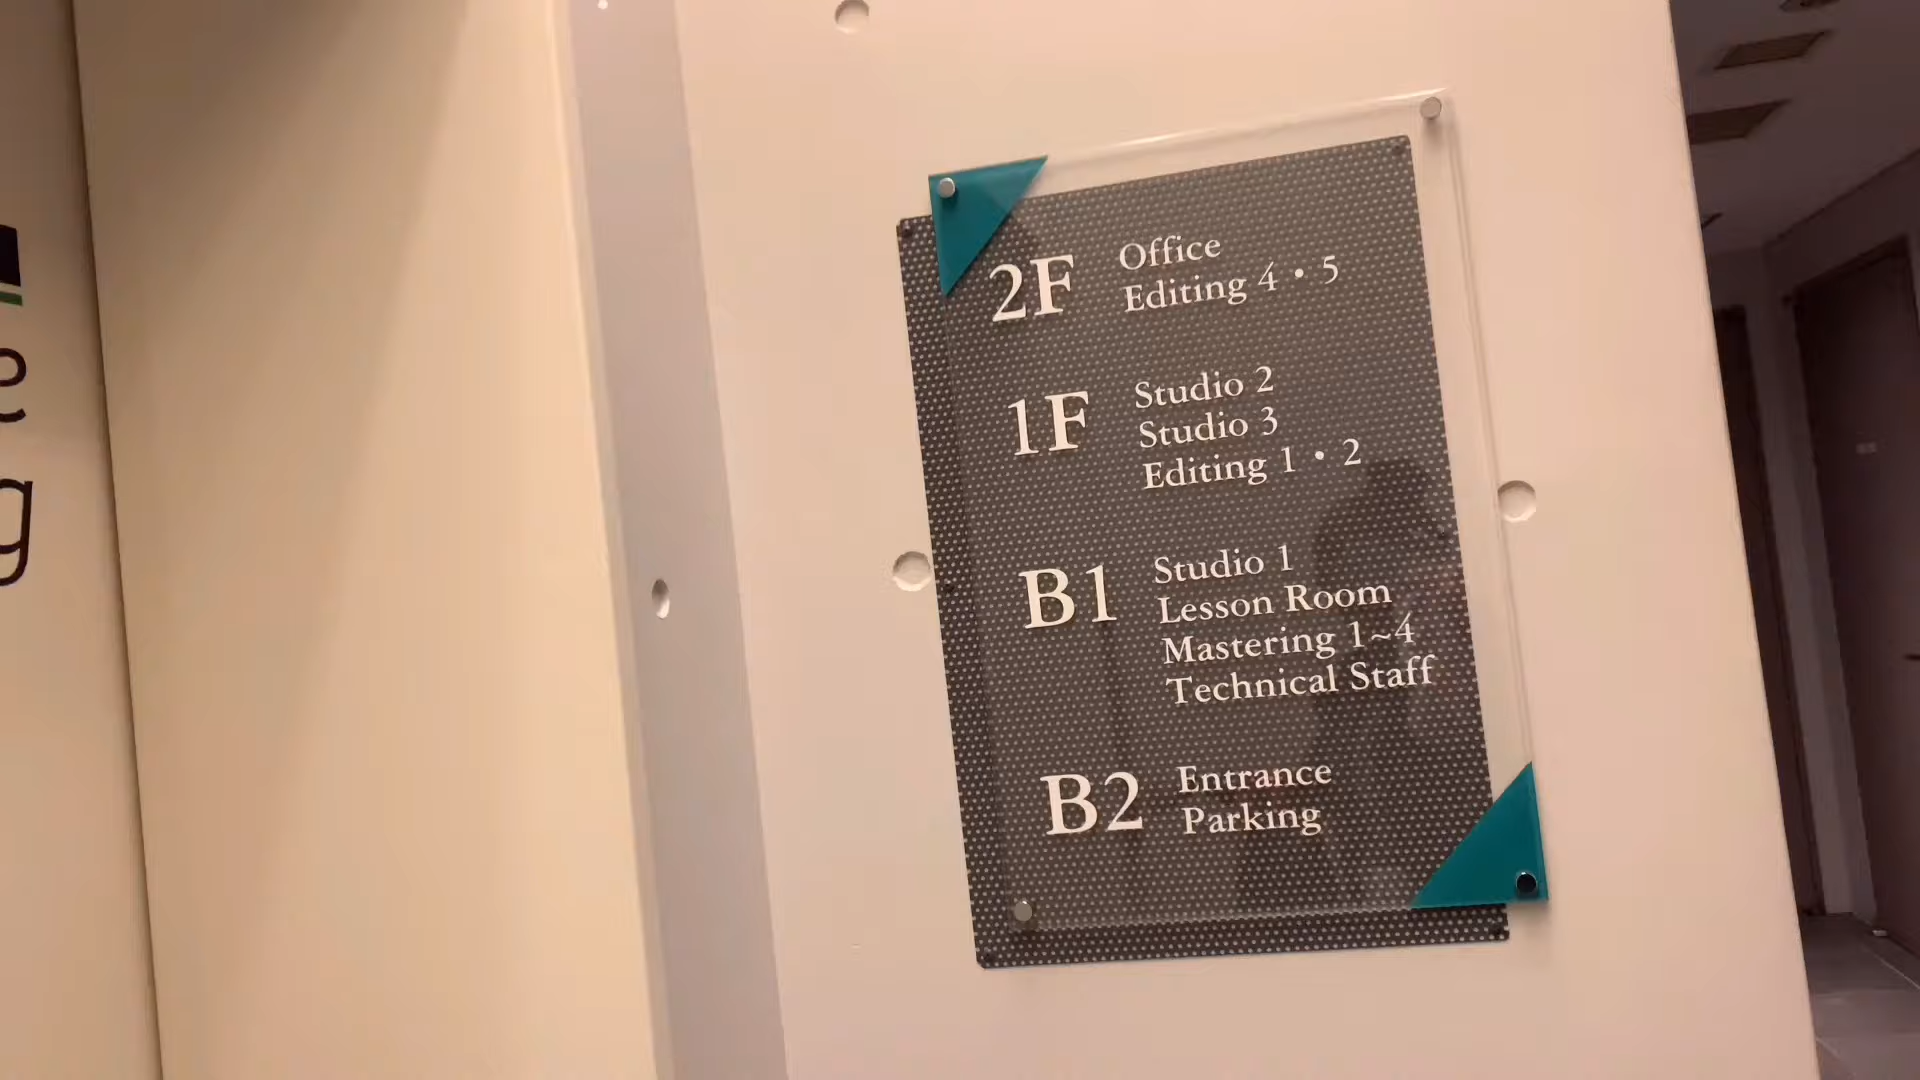 2F
Office
Editing 4・5
1F
Studio 2
Studio 3
Editing 1・2
B1
Studio 1
Lesson Room
Mastering 1~4
Technical Staff
B2
Entrance
Parking
e
g